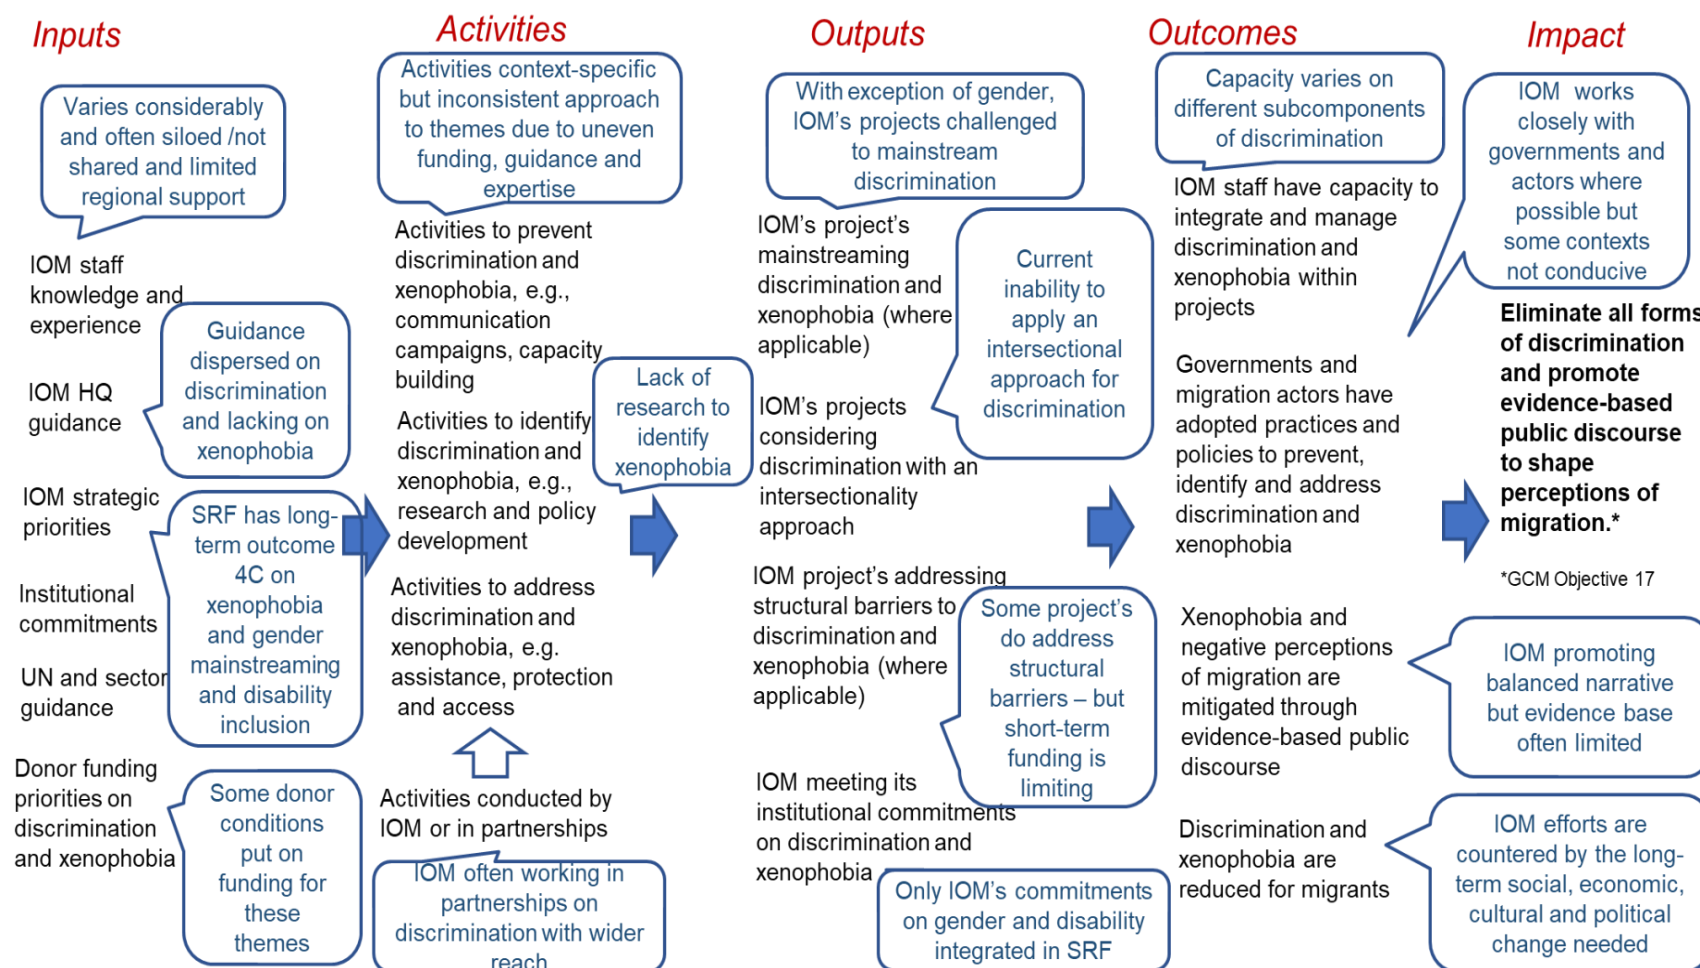 Inputs
Varies considerably
and often siloed /not
shared and limited
regional support
IOM staff
knowledge and
experience
Guidance
dispersed on
discrimination
and lacking on
xenophobia
IOM HQ
guidance
IOM strategic
priorities
SRF has long-
term outcome
4C on
xenophobia
and gender
mainstreaming
and disability
inclusion
Institutional
commitments
UN and sector
guidance
Donor funding
priorities on
discrimination
and xenophobia
Some donor
conditions
put on
funding for
these
themes
Activities
Activities context-specific
but inconsistent approach
to themes due to uneven
funding, guidance and
expertise
Activities to prevent
discrimination and
xenophobia, e.g.,
communication
campaigns, capacity
building
Lack of
research to
identify
xenophobia
Activities to identify
discrimination and
xenophobia, e.g.,
research and policy
development
Activities to address
discrimination and
xenophobia, e.g.
assistance, protection
and access
Activities conducted by
IOM or in partnerships
IOM often working in
partnerships on
discrimination with wider
reach
Outputs
With exception of gender,
IOM's projects challenged
to mainstream
discrimination
IOM's project's
mainstreaming
discrimination and
xenophobia (where
applicable)
Current
inability to
apply an
intersectional
approach for
discrimination
IOM's projects
considering
discrimination with an
intersectionality
approach
IOM project's addressing
structural barriers to
discrimination and
xenophobia (where
applicable)
Some project's
do address
structural
barriers – but
short-term
funding is
limiting
IOM meeting its
institutional commitments
on discrimination and
xenophobia
Only IOM's commitments
on gender and disability
integrated in SRF
Outcomes
Capacity varies on
different subcomponents
of discrimination
IOM staff have capacity to
integrate and manage
discrimination and
xenophobia within
projects
Governments and
migration actors have
adopted practices and
policies to prevent,
identify and address
discrimination and
xenophobia
Xenophobia and
negative perceptions
of migration are
mitigated through
evidence-based public
discourse
Discrimination and
xenophobia are
reduced for migrants
Impact
IOM works
closely with
governments and
actors where
possible but
some contexts
not conducive
Eliminate all forms
of discrimination
and promote
evidence-based
public discourse
to shape
perceptions of
migration.*
*GCM Objective 17
IOM promoting
balanced narrative
but evidence base
often limited
IOM efforts are
countered by the long-
term social, economic,
cultural and political
change needed